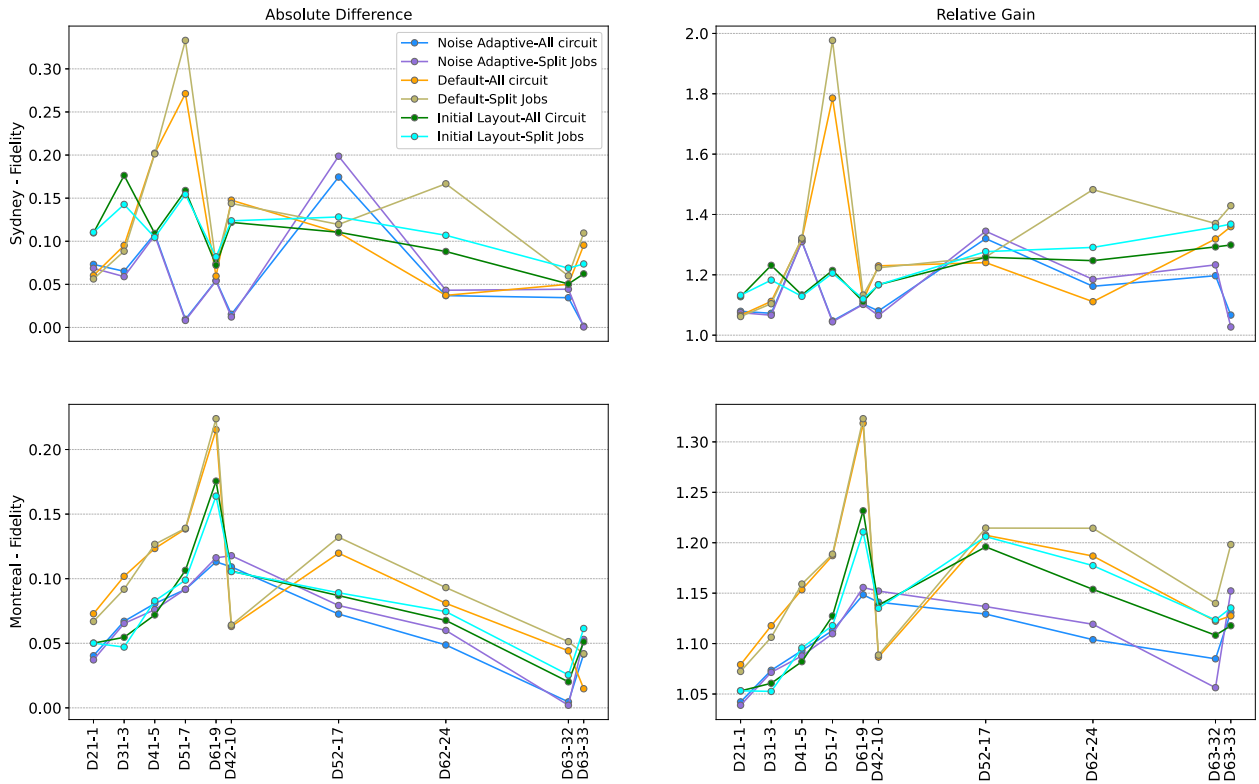 Absolute Difference
Relative Gain
Sydney - Fidelity
0.30
0.25
0.20
0.15
0.10
0.05
0.00
Noise Adaptive-All circuit
Noise Adaptive-Split Jobs
Default-All circuit
Default-Split Jobs
Initial Layout-All Circuit
Initial Layout-Split Jobs
2.0
1.8
1.6
1.4
1.2
1.0
Montreal - Fidelity
0.20
0.15
0.10
0.05
0.00
1.30
1.25
1.20
1.15
1.10
1.05
D21-1
D31-3
D41-5
D51-7
D61-9
D42-10
D52-17
D62-24
D63-32
D63-33
D21-1
D31-3
D41-5
D51-7
D61-9
D42-10
D52-17
D62-24
D63-32
D63-33